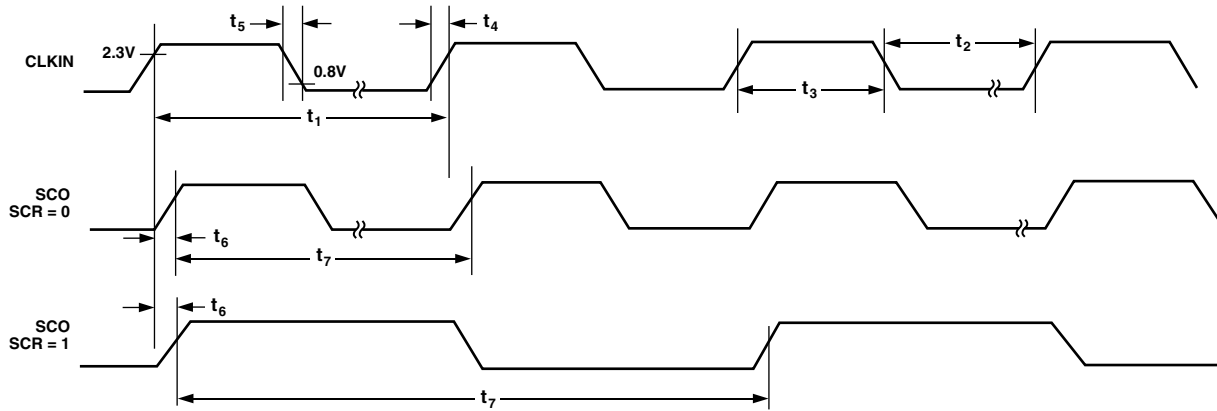 t5
t4
CLKIN
2.3V
0.8V
t2
t3
t1
SCO
SCR = 0
t6
t7
SCO
SCR = 1
t6
t7